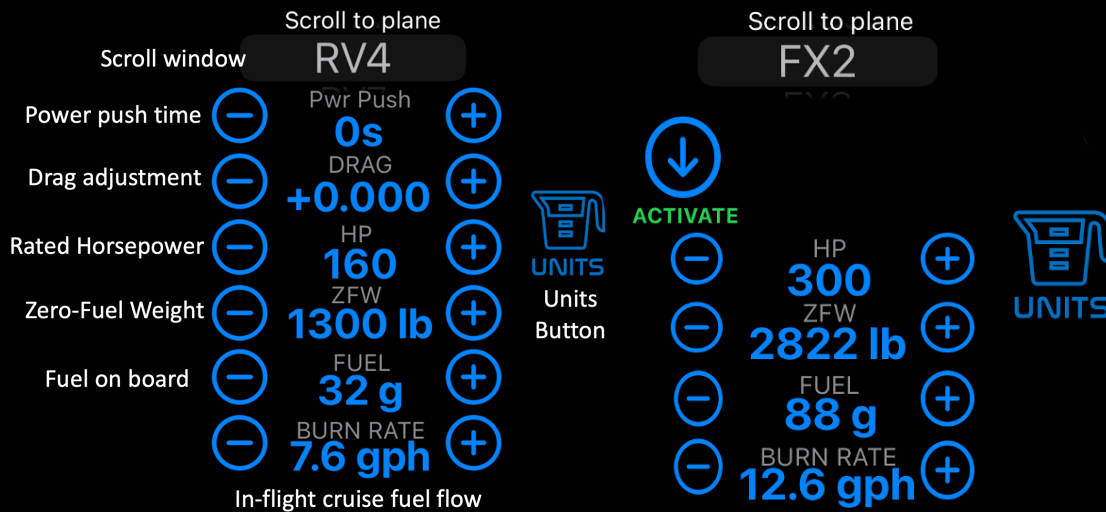 Scroll to plane
Scroll window
RV4
Power push time
Pwr Push
0s
Drag adjustment
DRAG
+0.000
Rated Horsepower
HP
160
Zero-Fuel Weight
ZFW
1300 lb
Fuel on board
FUEL
32 g
BURN RATE
7.6 gph
In-flight cruise fuel flow
UNITS
Units
Button
Scroll to plane
FX2
ACTIVATE
HP
300
ZFW
2822 lb
FUEL
88 g
BURN RATE
12.6 gph
UNITS